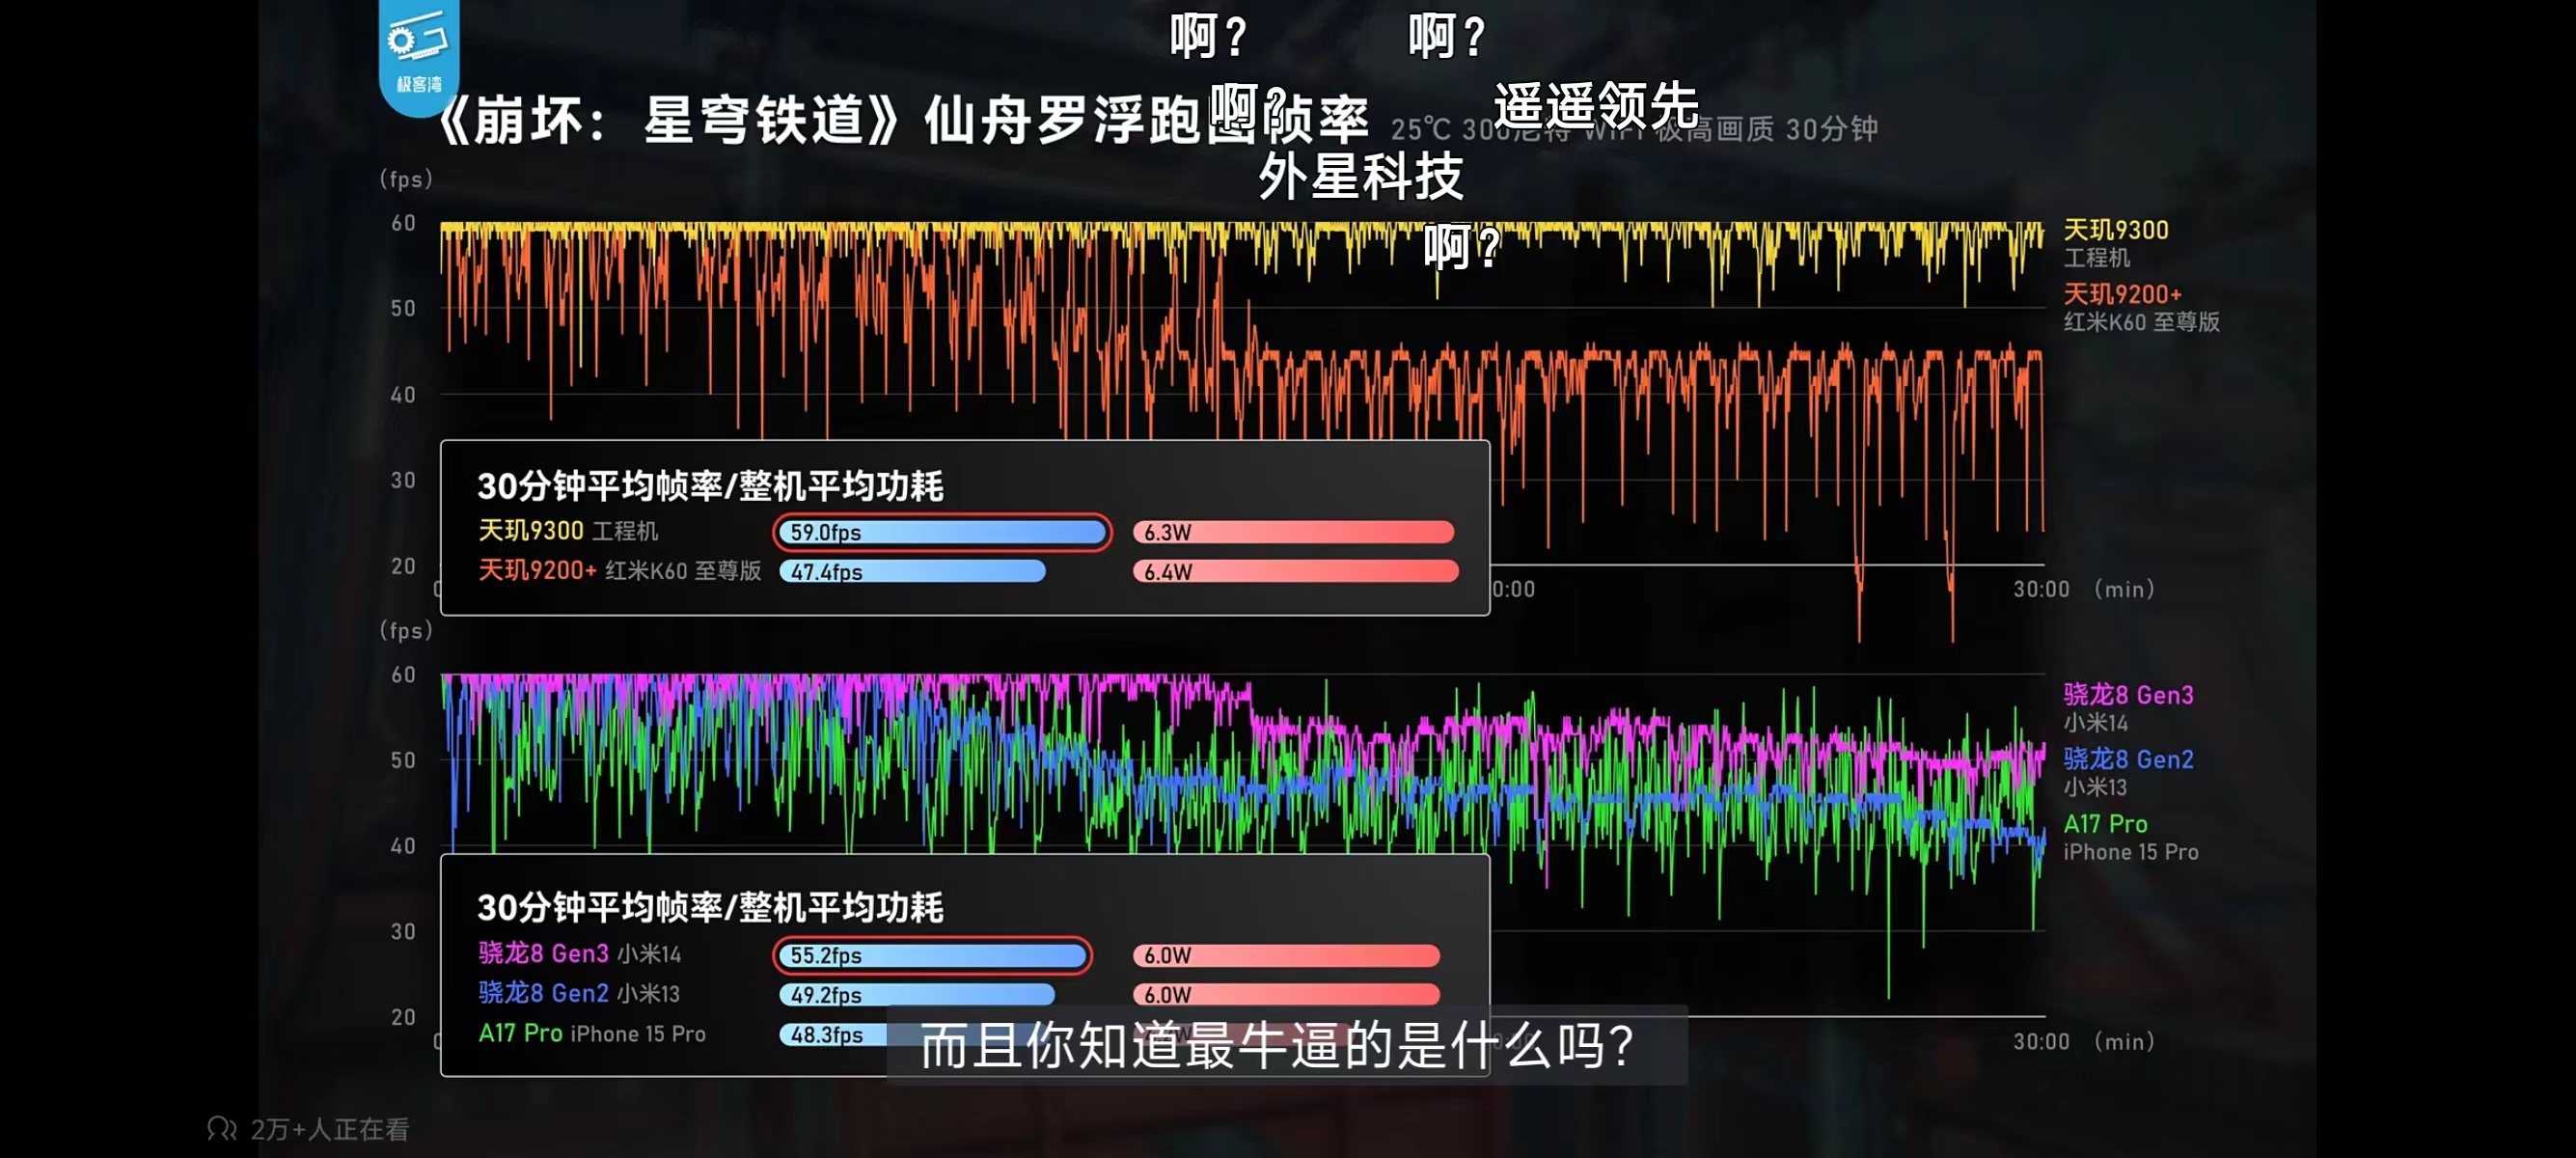 啊？ 啊？
极客湾
啊？ 遥遥领先
《崩坏：星穹铁道》仙舟罗浮跑图帧率 25℃ 300尼特 WiFi 极高画质 30分钟
外星科技
(fps)
啊？
60
50
40
30
20
天玑9300
工程机
天玑9200+
红米K60 至尊版
30分钟平均帧率/整机平均功耗
天玑9300 工程机 59.0fps 6.3W
天玑9200+ 红米K60 至尊版 47.4fps 6.4W
0:00 30:00 (min)
(fps)
60
50
40
30
20
骁龙8 Gen3
小米14
骁龙8 Gen2
小米13
A17 Pro
iPhone 15 Pro
30分钟平均帧率/整机平均功耗
骁龙8 Gen3 小米14 55.2fps 6.0W
骁龙8 Gen2 小米13 49.2fps 6.0W
A17 Pro iPhone 15 Pro 48.3fps
而且你知道最牛逼的是什么吗？
30:00 (min)
2万+人正在看